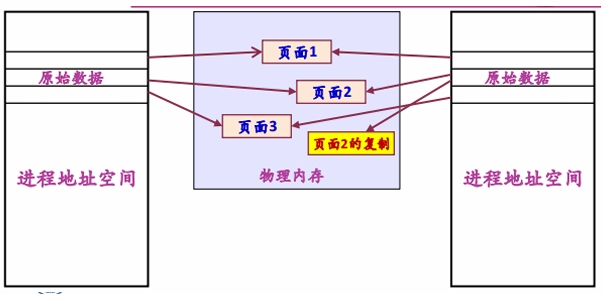 页面1
原始数据
原始数据
页面2
页面3
页面2的复制
进程地址空间
物理内存
进程地址空间